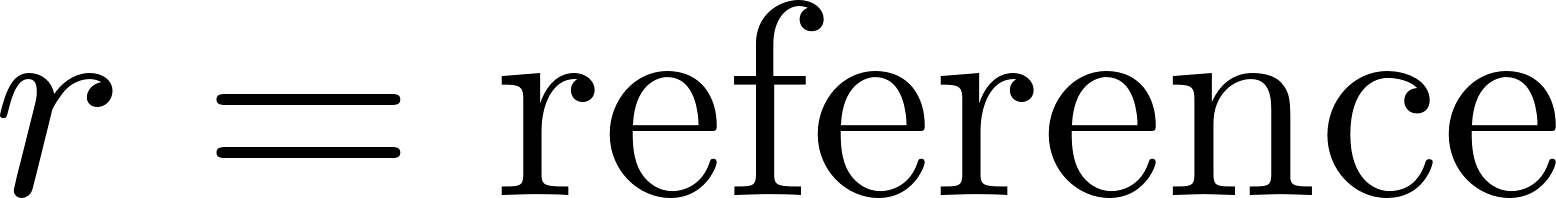 r = reference